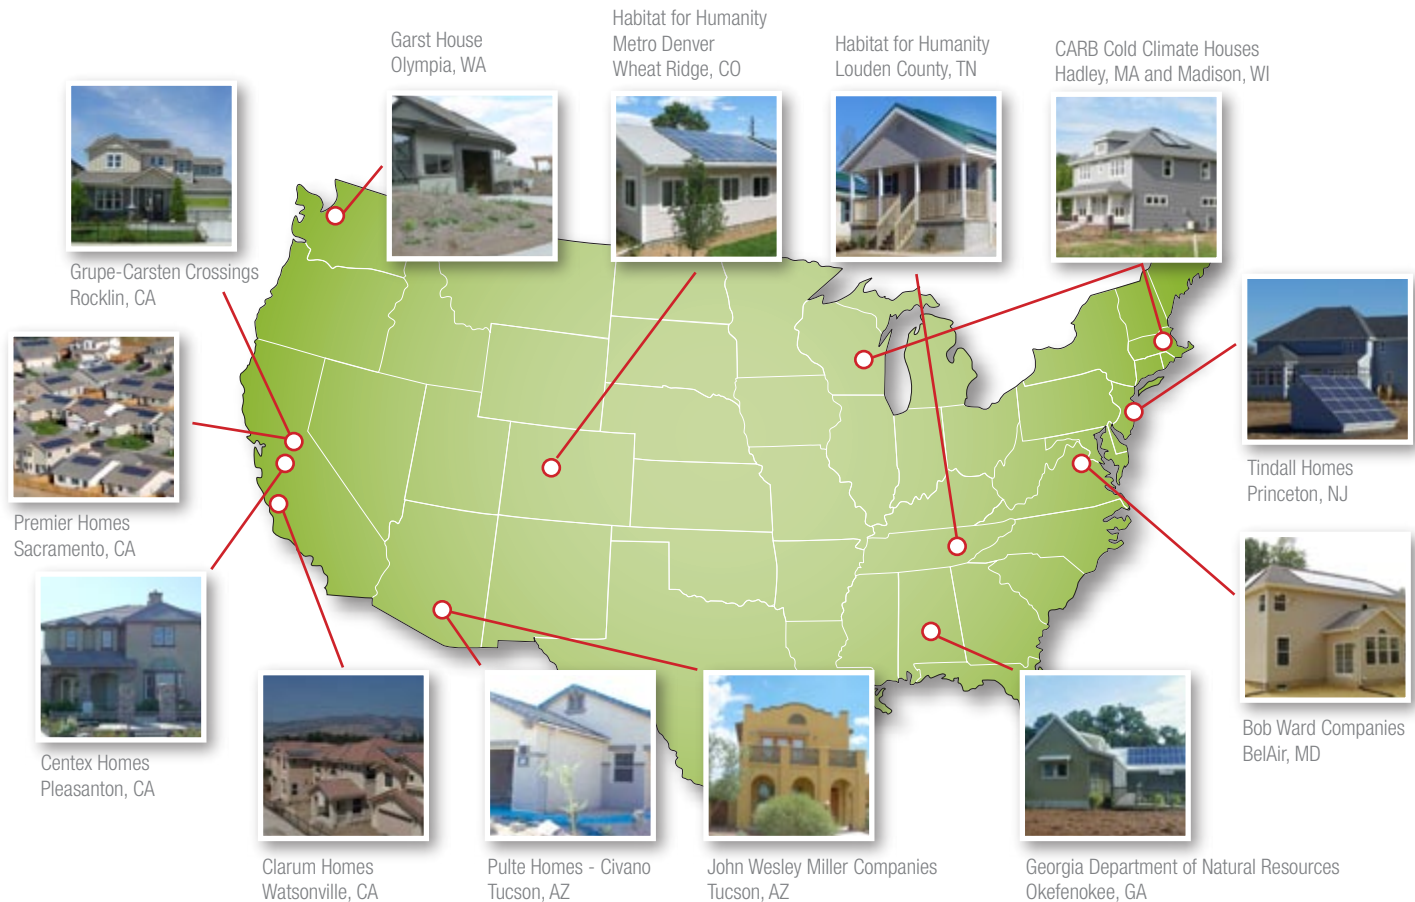 Habitat for Humanity
Metro Denver
Wheat Ridge, CO
Garst House
Olympia, WA
Habitat for Humanity
Louden County, TN
CARB Cold Climate Houses
Hadley, MA and Madison, WI
Grupe-Carsten Crossings
Rocklin, CA
Tindall Homes
Princeton, NJ
Premier Homes
Sacramento, CA
Bob Ward Companies
BelAir, MD
Centex Homes
Pleasanton, CA
Clarum Homes
Watsonville, CA
Pulte Homes - Civano
Tucson, AZ
John Wesley Miller Companies
Tucson, AZ
Georgia Department of Natural Resources
Okefenokee, GA